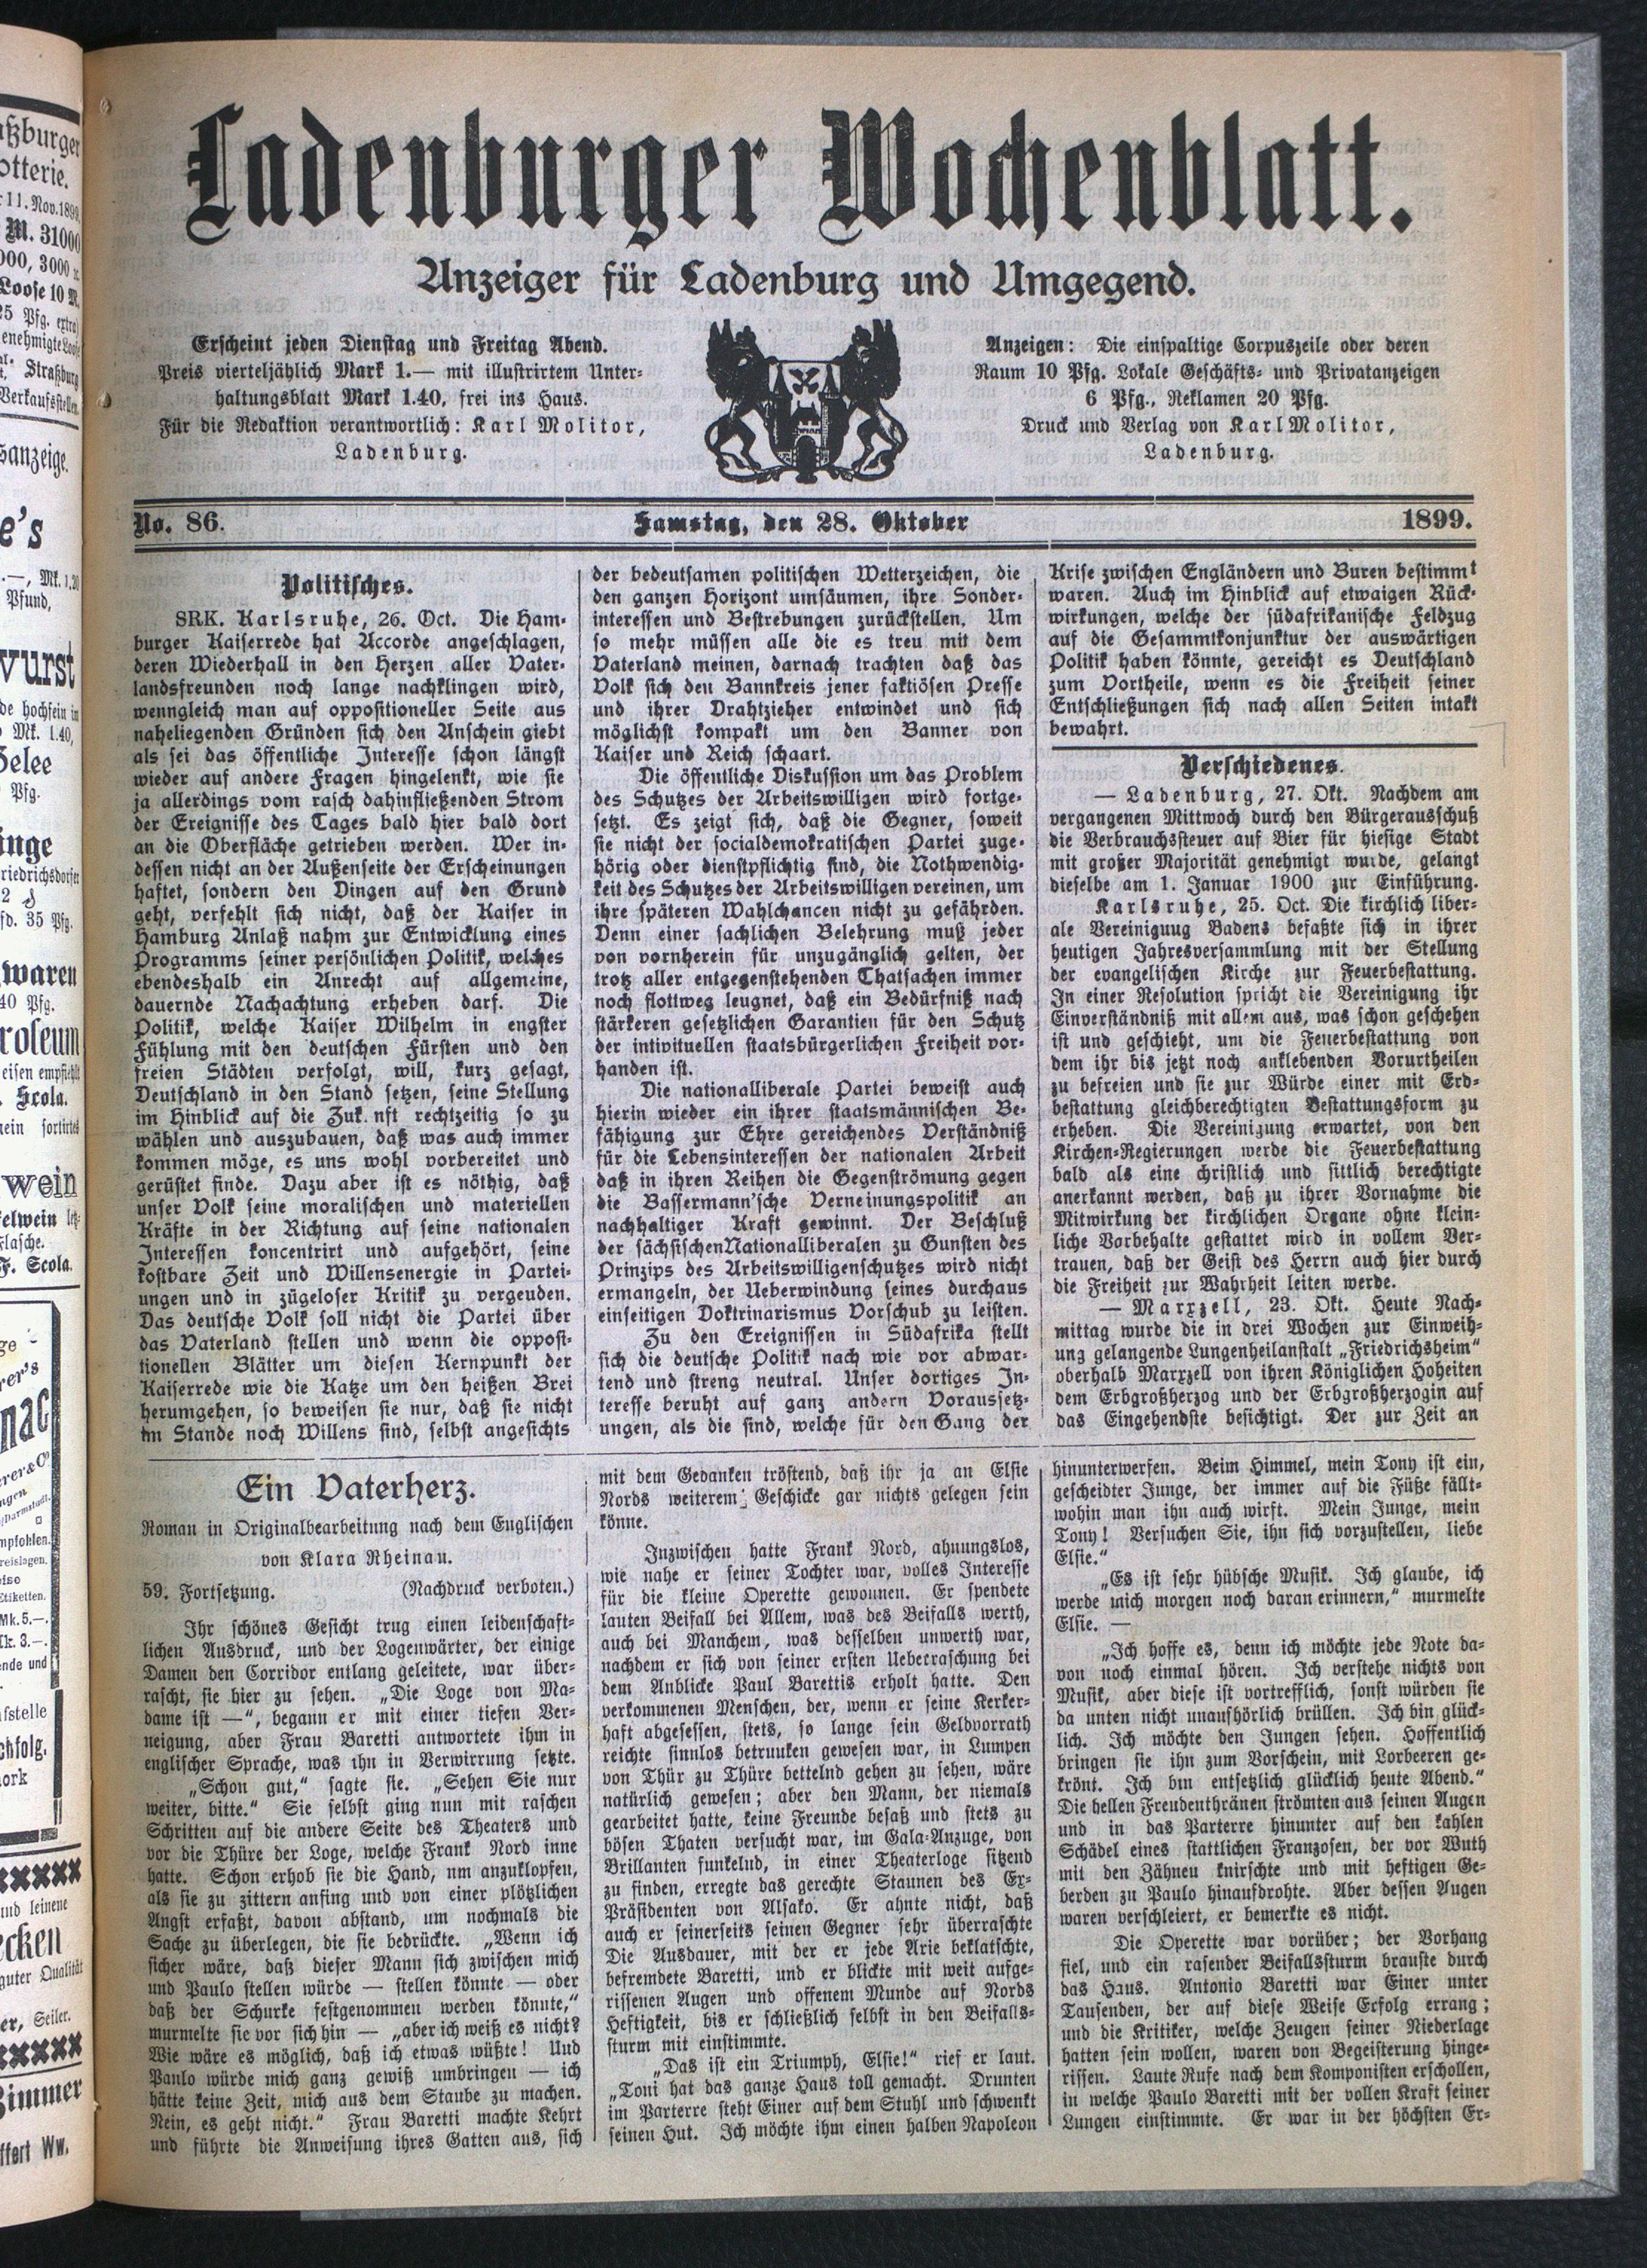 Ladenburger Wochenblatt.
Anzeiger für Ladenburg und Umgegend.
Erscheint jeden Dienstag und Freitag Abend.
Preis vierteljählich Mark 1.— mit illustrirtem Unter-
haltungsblatt Mark 1.40, frei ins Haus.
Für die Redaktion verantwortlich: Karl Molitor,
Ladenburg.
Anzeigen: Die einspaltige Corpuszeile oder deren
Raum 10 Pfg. Lokale Geschäfts- und Privatanzeigen
6 Pfg., Reklamen 20 Pfg.
Druck und Verlag von Karl Molitor,
Ladenburg.
No. 86.
Samstag, den 28. Oktober
1899.
Politisches.
SRK. Karlsruhe, 26. Oct. Die Ham-
burger Kaiserrede hat Accorde angeschlagen,
deren Wiederhall in den Herzen aller Vater-
landsfreunden noch lange nachklingen wird,
wenngleich man auf oppositioneller Seite aus
naheliegenden Gründen sich den Anschein giebt
als sei das öffentliche Interesse schon längst
wieder auf andere Fragen hingelenkt, wie sie
ja allerdings vom rasch dahinfließenden Strom
der Ereignisse des Tages bald hier bald dort
an die Oberfläche getrieben werden. Wer in-
dessen nicht an der Außenseite der Erscheinungen
haftet, sondern den Dingen auf den Grund
geht, verfehlt sich nicht, daß der Kaiser in
Hamburg Anlaß nahm zur Entwicklung eines
Programms seiner persönlichen Politik, welches
ebendeshalb ein Anrecht auf allgemeine,
dauernde Nachachtung erheben darf. Die
Politik, welche Kaiser Wilhelm in engster
Fühlung mit den deutschen Fürsten und den
freien Städten verfolgt, will, kurz gesagt,
Deutschland in den Stand setzen, seine Stellung
im Hinblick auf die Zuk nft rechtzeitig so zu
wählen und auszubauen, daß was auch immer
kommen möge, es uns wohl vorbereitet und
gerüstet finde. Dazu aber ist es nöthig, daß
unser Volk seine moralischen und materiellen
Kräfte in der Richtung auf seine nationalen
Interessen koncentrirt und aufgehört, seine
kostbare Zeit und Willensenergie in Partei-
ungen und in zügeloser Kritik zu vergeuden.
Das deutsche Volk soll nicht die Partei über
das Vaterland stellen und wenn die opposi-
tionellen Blätter um diesen Kernpunkt der
Kaiserrede wie die Katze um den heißen Brei
herumgehen, so beweisen sie nur, daß sie nicht
im Stande noch Willens sind, selbst angesichts
der bedeutsamen politischen Wetterzeichen, die
den ganzen Horizont umsäumen, ihre Sonder-
interessen und Bestrebungen zurückstellen. Um
so mehr müssen alle die es treu mit dem
Vaterland meinen, darnach trachten daß das
Volk sich den Bannkreis jener faktiösen Presse
und ihrer Drahtzieher entwindet und sich
möglichst kompakt um den Banner von
Kaiser und Reich schaart.
Die öffentliche Diskussion um das Problem
des Schutzes der Arbeitswilligen wird fortge-
setzt. Es zeigt sich, daß die Gegner, soweit
sie nicht der socialdemokratischen Partei zuge-
hörig oder dienstpflichtig sind, die Nothwendig-
keit des Schutzes der Arbeitswilligen vereinen, um
ihre späteren Wahlchancen nicht zu gefährden.
Denn einer sachlichen Belehrung muß jeder
von vornherein für unzugänglich gelten, der
trotz aller entgegenstehenden Thatsachen immer
noch flottweg leugnet, daß ein Bedürfniß nach
stärkeren gesetzlichen Garantien für den Schutz
der intivituellen staatsbürgerlichen Freiheit vor-
handen ist.
Die nationalliberale Partei beweist auch
hierin wieder ein ihrer staatsmännischen Be-
fähigung zur Ehre gereichendes Verständniß
für die Lebensinteressen der nationalen Arbeit
daß in ihren Reihen die Gegenströmung gegen
die Bassermann'sche Verneinungspolitik an
nachhaltiger Kraft gewinnt. Der Beschluß
der sächsischen Nationalliberalen zu Gunsten des
Prinzips des Arbeitswilligenschutzes wird nicht
ermangeln, der Ueberwindung seines durchaus
einseitigen Doktrinarismus Vorschub zu leisten.
Zu den Ereignissen in Südafrika stellt
sich die deutsche Politik nach wie vor abwar-
tend und streng neutral. Unser dortiges In-
teresse beruht auf ganz andern Voraussetz-
ungen, als die sind, welche für den Gang der
Krise zwischen Engländern und Buren bestimmt
waren. Auch im Hinblick auf etwaigen Rück-
wirkungen, welche der südafrikanische Feldzug
auf die Gesammtkonjunktur der auswärtigen
Politik haben könnte, gereicht es Deutschland
zum Vortheile, wenn es die Freiheit seiner
Entschließungen sich nach allen Seiten intakt
bewahrt.
Verschiedenes.
— Ladenburg, 27. Okt. Nachdem am
vergangenen Mittwoch durch den Bürgerausschuß
die Verbrauchssteuer auf Bier für hiesige Stadt
mit großer Majorität genehmigt wurde, gelangt
dieselbe am 1. Januar 1900 zur Einführung.
Karlsruhe, 25. Oct. Die kirchlich liber-
ale Vereiniguug Badens befaßte sich in ihrer
heutigen Jahresversammlung mit der Stellung
der evangelischen Kirche zur Feuerbestattung.
In einer Resolution spricht die Vereinigung ihr
Einverständniß mit allem aus, was schon geschehen
ist und geschieht, um die Feuerbestattung von
dem ihr bis jetzt noch anklebenden Vorurtheilen
zu befreien und sie zur Würde einer mit Erd-
bestattung gleichberechtigten Bestattungsform zu
erheben. Die Vereinigung erwartet, von den
Kirchen-Regierungen werde die Feuerbestattung
bald als eine christlich und sittlich berechtigte
anerkannt werden, daß zu ihrer Vornahme die
Mitwirkung der kirchlichen Organe ohne klein-
liche Vorbehalte gestattet wird in vollem Ver-
trauen, daß der Geist des Herrn auch hier durch
die Freiheit zur Wahrheit leiten werde.
— Marxzell, 23. Okt. Heute Nach-
mittag wurde die in drei Wochen zur Einweih-
ung gelangende Lungenheilanstalt „Friedrichsheim"
oberhalb Marxzell von ihren Königlichen Hoheiten
dem Erbgroßherzog und der Erbgroßherzogin auf
das Eingehendste besichtigt. Der zur Zeit an
Ein Vaterherz.
Roman in Originalbearbeitung nach dem Englischen
von Klara Rheinau.
59. Fortsetzung. (Nachdruck verboten.)
Ihr schönes Gesicht trug einen leidenschaft-
lichen Ausdruck, und der Logenwärter, der einige
Damen den Corridor entlang geleitete, war über-
rascht, sie hier zu sehen. „Die Loge von Ma-
dame ist —", begann er mit einer tiefen Ver-
neigung, aber Frau Baretti antwortete ihm in
englischer Sprache, was ihn in Verwirrung setzte.
„Schon gut," sagte sie. „Sehen Sie nur
weiter, bitte." Sie selbst ging nun mit raschen
Schritten auf die andere Seite des Theaters und
vor die Thüre der Loge, welche Frank Nord inne
hatte. Schon erhob sie die Hand, nm anzuklopfen,
als sie zu zittern anfing und von einer plötzlichen
Angst erfaßt, davon abstand, um nochmals die
Sache zu überlegen, die sie bedrückte. „Wenn ich
sicher wäre, daß dieser Mann sich zwischen mich
und Paulo stellen würde — stellen könnte — oder
daß der Schurke festgenommen werden könnte,"
murmelte sie vor sich hin — „aber ich weiß es nicht?
Wie wäre es möglich, daß ich etwas wüßte! Und
Paulo würde mich ganz gewiß umbringen — ich
hätte keine Zeit, mich aus dem Staube zu machen.
Nein, es geht nicht." Frau Baretti machte Kehrt
und führte die Anweisung ihres Gatten aus, sich
mit dem Gedanken tröstend, daß ihr ja an Elsie
Nords weiterem Geschicke gar nichts gelegen sein
könne.
Inzwischen hatte Frank Nord, ahnungslos,
wie nahe er seiner Tochter war, volles Interesse
für die kleine Operette gewonnen. Er spendete
lauten Beifall bei Allem, was des Beifalls werth,
auch bei Manchem, was desselben unwerth war,
nachdem er sich von seiner ersten Ueberraschung bei
dem Anblicke Paul Barettis erholt hatte. Den
verkommenen Menschen, der, wenn er seine Kerker-
haft abgesessen, stets, so lange sein Geldvorrath
reichte sinnlos betrunken gewesen war, in Lumpen
von Thür zu Thüre bettelnd gehen zu sehen, wäre
natürlich gewesen; aber den Mann, der niemals
gearbeitet hatte, keine Freunde besaß und stets zu
bösen Thaten versucht war, im Gala-Anzuge, von
Brillanten funkelnd, in einer Theaterloge sitzend
zu finden, erregte das gerechte Staunen des Ex-
Präsidenten von Alsako. Er ahnte nicht, daß
auch er seinerseits seinen Gegner sehr überraschte
Die Ausdauer, mit der er jede Arie beklatschte,
befremdete Baretti, und er blickte mit weit aufge-
rissenen Augen und offenem Munde auf Nords
Heftigkeit, bis er schließlich selbst in den Beifalls-
sturm mit einstimmte.
„Das ist ein Triumph, Elsie!" rief er laut.
„Toni hat das ganze Haus toll gemacht. Drunten
im Parterre steht Einer auf dem Stuhl und schwenkt
seinen Hut. Ich möchte ihm einen halben Napoleon
hinunterwerfen. Beim Himmel, mein Tony ist ein,
gescheidter Junge, der immer auf die Füße fällt-
wohin man ihn auch wirft. Mein Junge, mein
Tony! Versuchen Sie, ihn sich vorzustellen, liebe
Elsie."
„Es ist sehr hübsche Musik. Ich glaube, ich
werde mich morgen noch daran erinnern," murmelte
Elsie. —
„Ich hoffe es, denn ich möchte jede Note da-
von noch einmal hören. Ich verstehe nichts von
Musik, aber diese ist vortrefflich, sonst würden sie
da unten nicht unaufhörlich brüllen. Ich bin glück-
lich. Ich möchte den Jungen sehen. Hoffentlich
bringen sie ihn zum Vorschein, mit Lorbeeren ge-
krönt. Ich bin entsetzlich glücklich heute Abend."
Die hellen Freudenthränen strömten aus seinen Augen
und in das Parterre hinunter auf den kahlen
Schädel eines stattlichen Franzosen, der vor Wuth
mit den Zähneu knirschte und mit heftigen Ge-
berden zu Paulo hinaufdrohte. Aber dessen Augen
waren verschleiert, er bemerkte es nicht.
Die Operette war vorüber; der Vorhang
fiel, und ein rasender Beifallssturm brauste durch
das Haus. Antonio Baretti war Einer unter
Tausenden, der auf diese Weise Erfolg errang;
und die Kritiker, welche Zeugen seiner Niederlage
hatten sein wollen, waren von Begeisterung hinge-
rissen. Laute Rufe nach dem Komponisten erschollen,
in welche Paulo Baretti mit der vollen Kraft seiner
Lungen einstimmte. Er war in der höchsten Er-